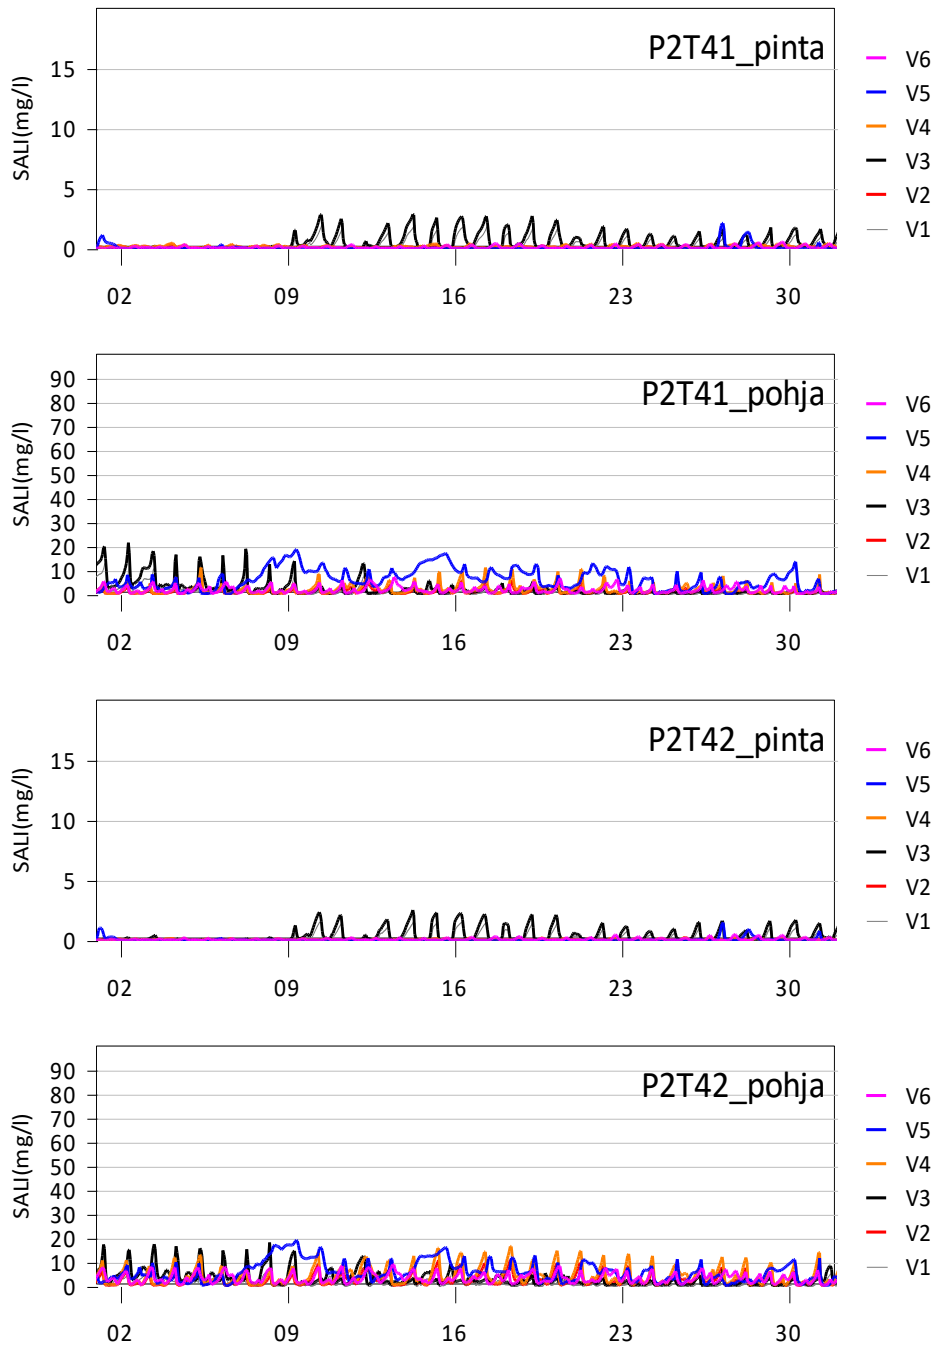 P2T41_pinta
SALI(mg/l)
15
10
5
0
02 09 16 23 30
V6
V5
V4
V3
V2
V1
P2T41_pohja
SALI(mg/l)
90
80
70
60
50
40
30
20
10
0
02 09 16 23 30
V6
V5
V4
V3
V2
V1
P2T42_pinta
SALI(mg/l)
15
10
5
0
02 09 16 23 30
V6
V5
V4
V3
V2
V1
P2T42_pohja
SALI(mg/l)
90
80
70
60
50
40
30
20
10
0
02 09 16 23 30
V6
V5
V4
V3
V2
V1